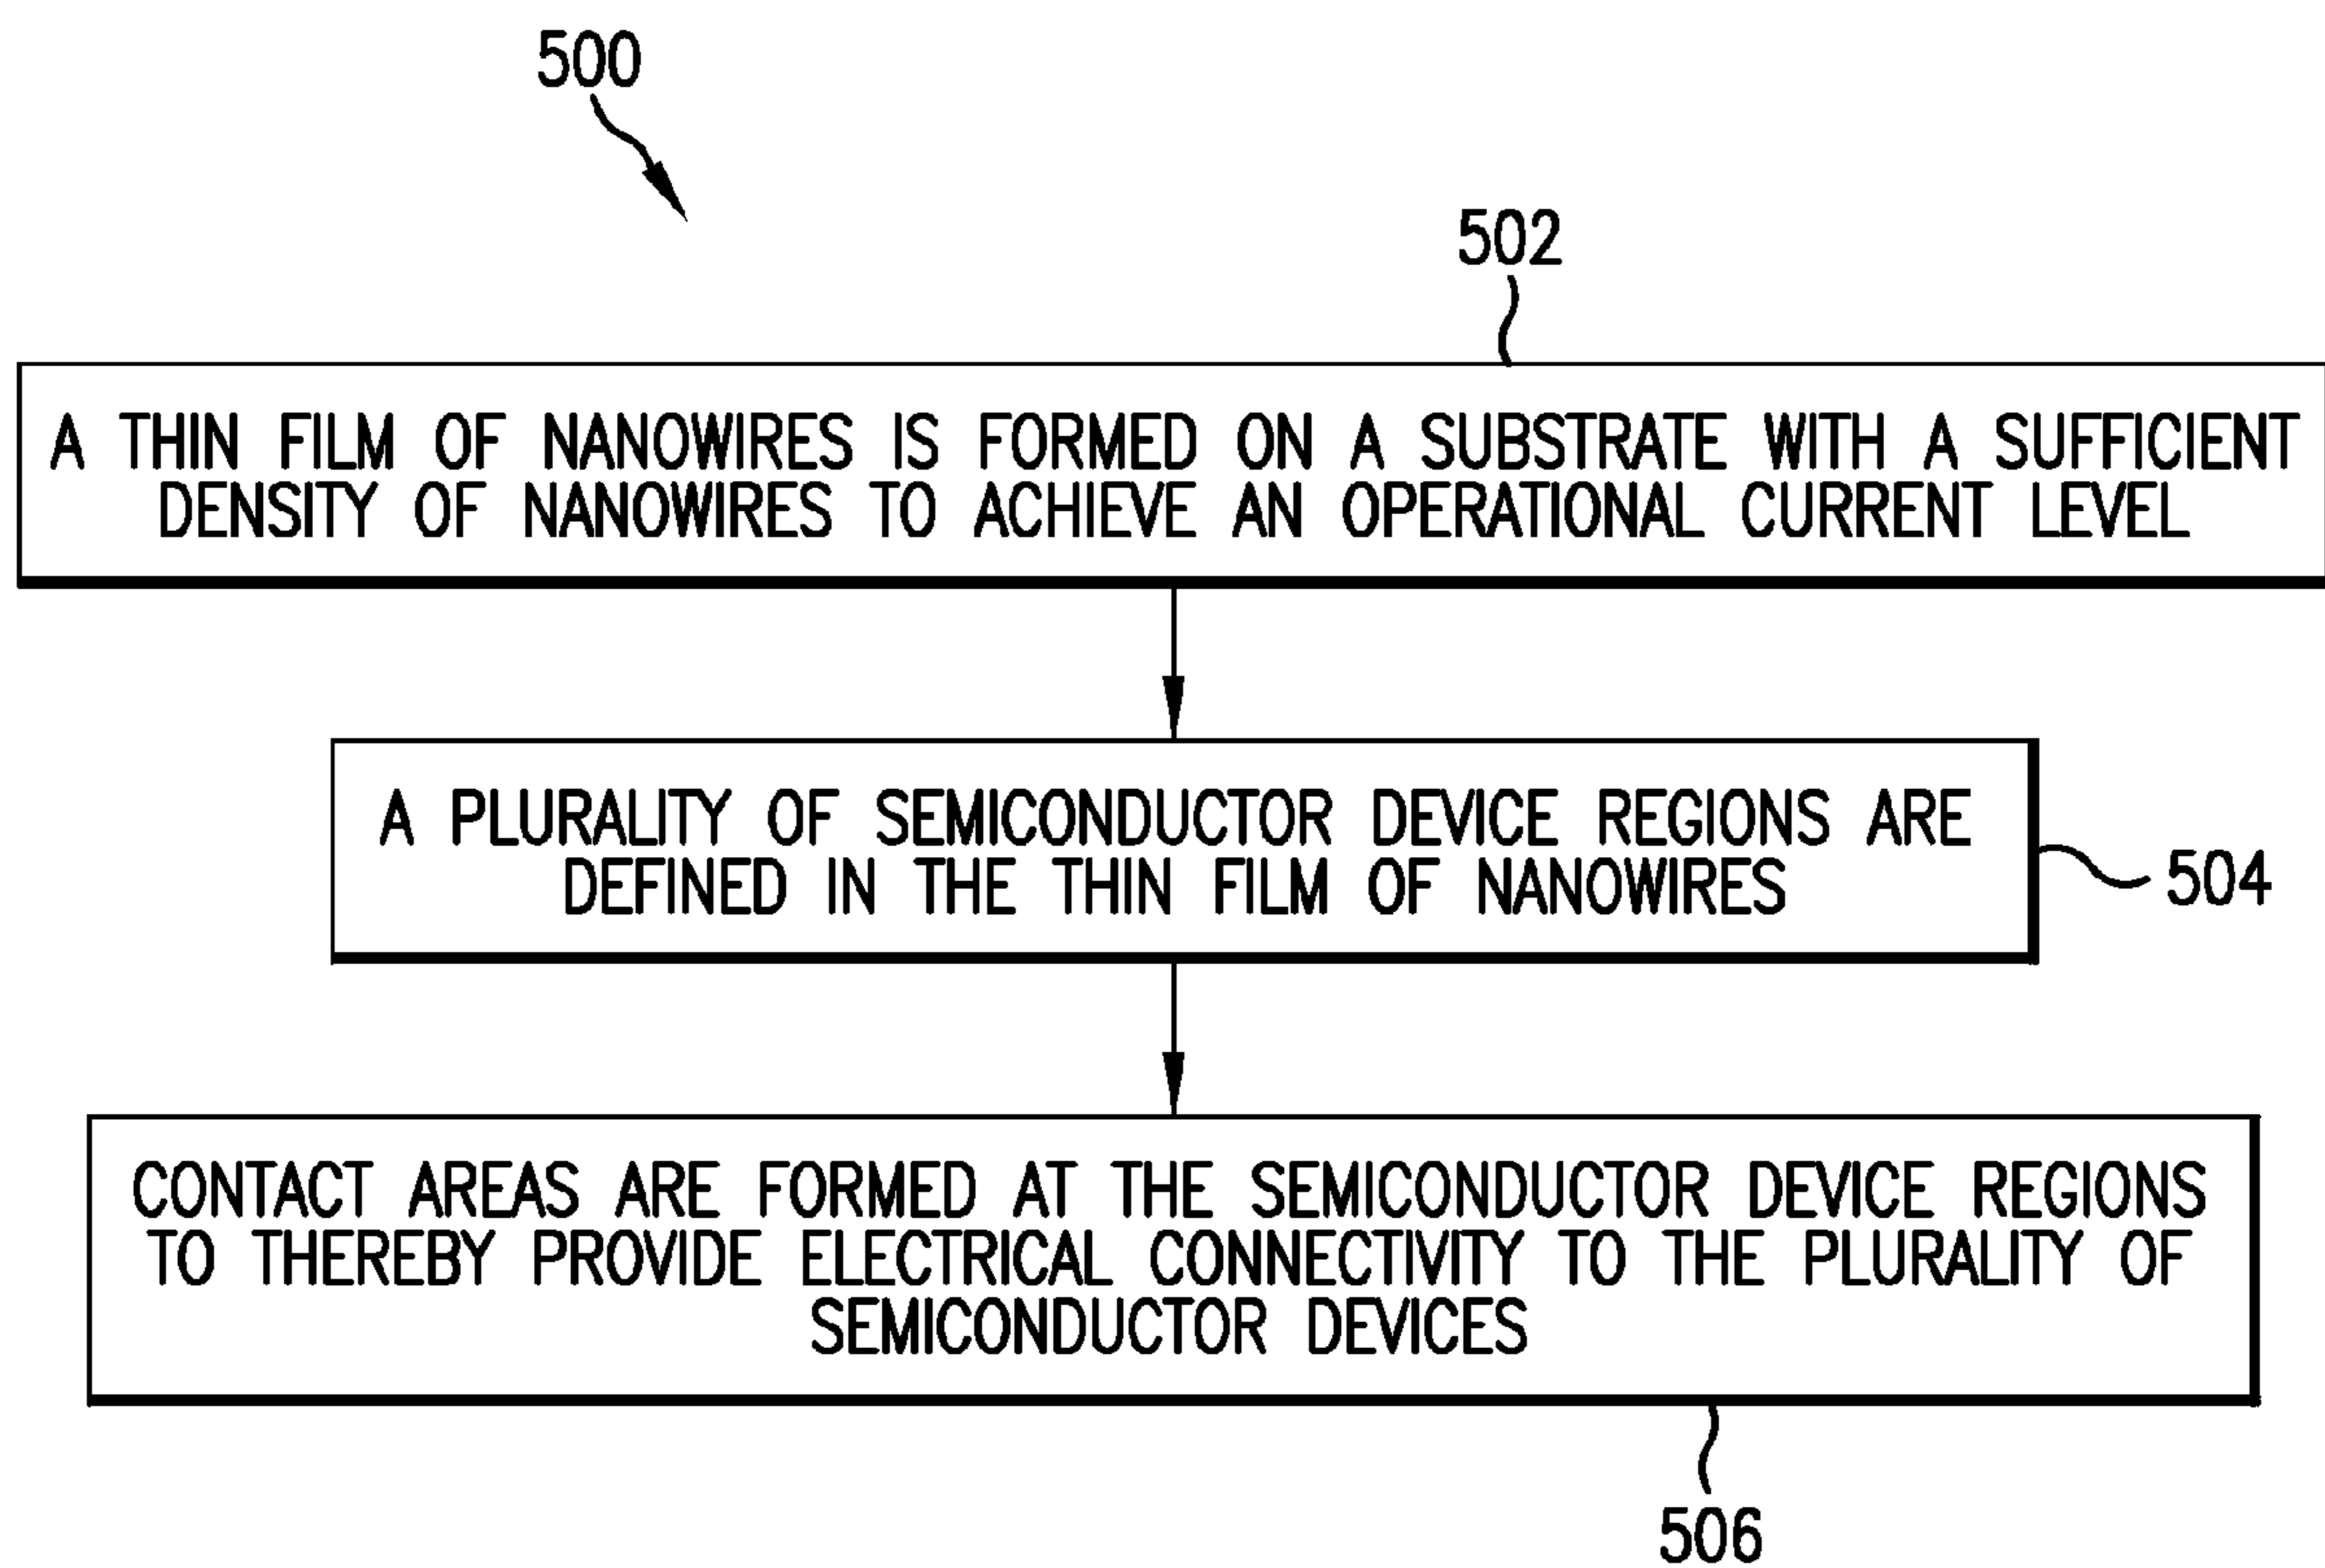 500
502
A THIN FILM OF NANOWIRES IS FORMED ON A SUBSTRATE WITH A SUFFICIENT
DENSITY OF NANOWIRES TO ACHIEVE AN OPERATIONAL CURRENT LEVEL
A PLURALITY OF SEMICONDUCTOR DEVICE REGIONS ARE
DEFINED IN THE THIN FILM OF NANOWIRES
504
CONTACT AREAS ARE FORMED AT THE SEMICONDUCTOR DEVICE REGIONS
TO THEREBY PROVIDE ELECTRICAL CONNECTIVITY TO THE PLURALITY OF
SEMICONDUCTOR DEVICES
506